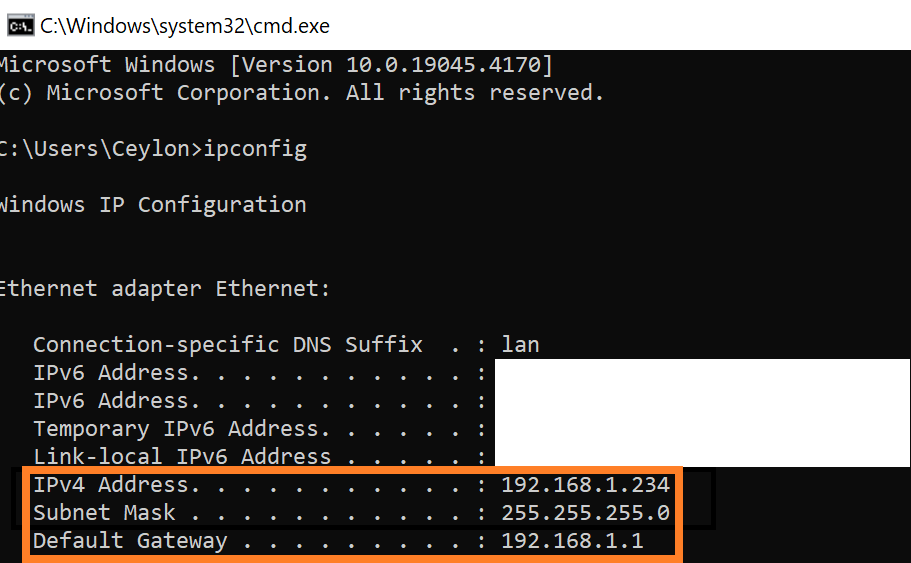 C:\Windows\system32\cmd.exe
Microsoft Windows [Version 10.0.19045.4170]
(c) Microsoft Corporation. All rights reserved.
C:\Users\Ceylon>ipconfig
Windows IP Configuration
Ethernet adapter Ethernet:
Connection-specific DNS Suffix  . : lan
IPv6 Address. . . . . . . . . . . :
IPv6 Address. . . . . . . . . . . :
Temporary IPv6 Address. . . . . . :
Link-local IPv6 Address . . . . . :
IPv4 Address. . . . . . . . . . . : 192.168.1.234
Subnet Mask . . . . . . . . . . . : 255.255.255.0
Default Gateway . . . . . . . . . : 192.168.1.1